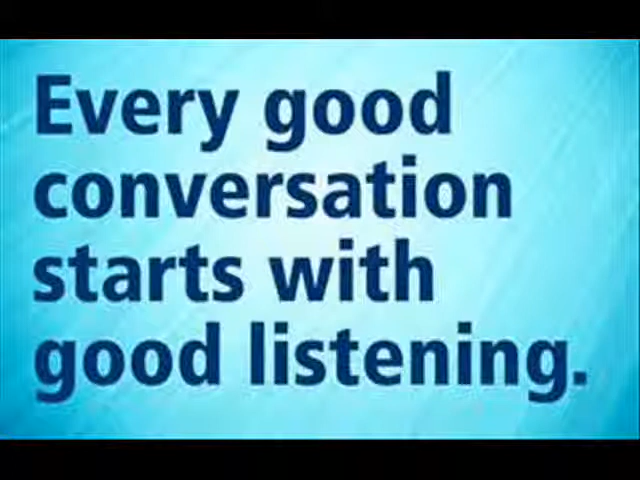 Every good
conversation
starts with
good listening.